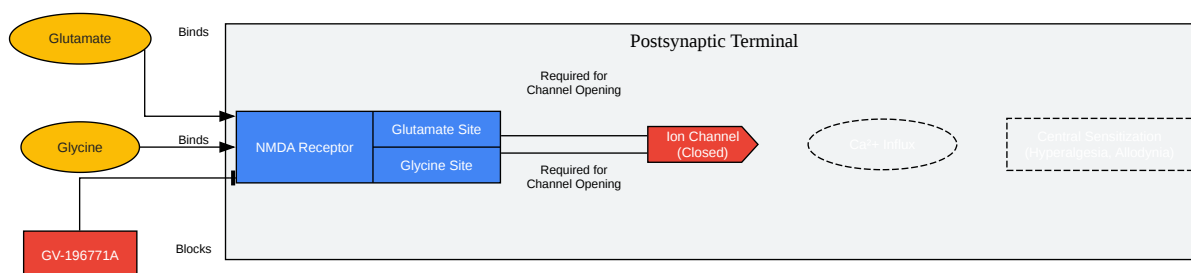 Glutamate
Binds
Postsynaptic Terminal
Required for
Channel Opening
Glycine
Binds
NMDA Receptor
Glutamate Site
Glycine Site
Ion Channel
(Closed)
Ca²+ Influx
Central Sensitization
(Hyperalgesia, Allodynia)
Required for
Channel Opening
GV-196771A
Blocks